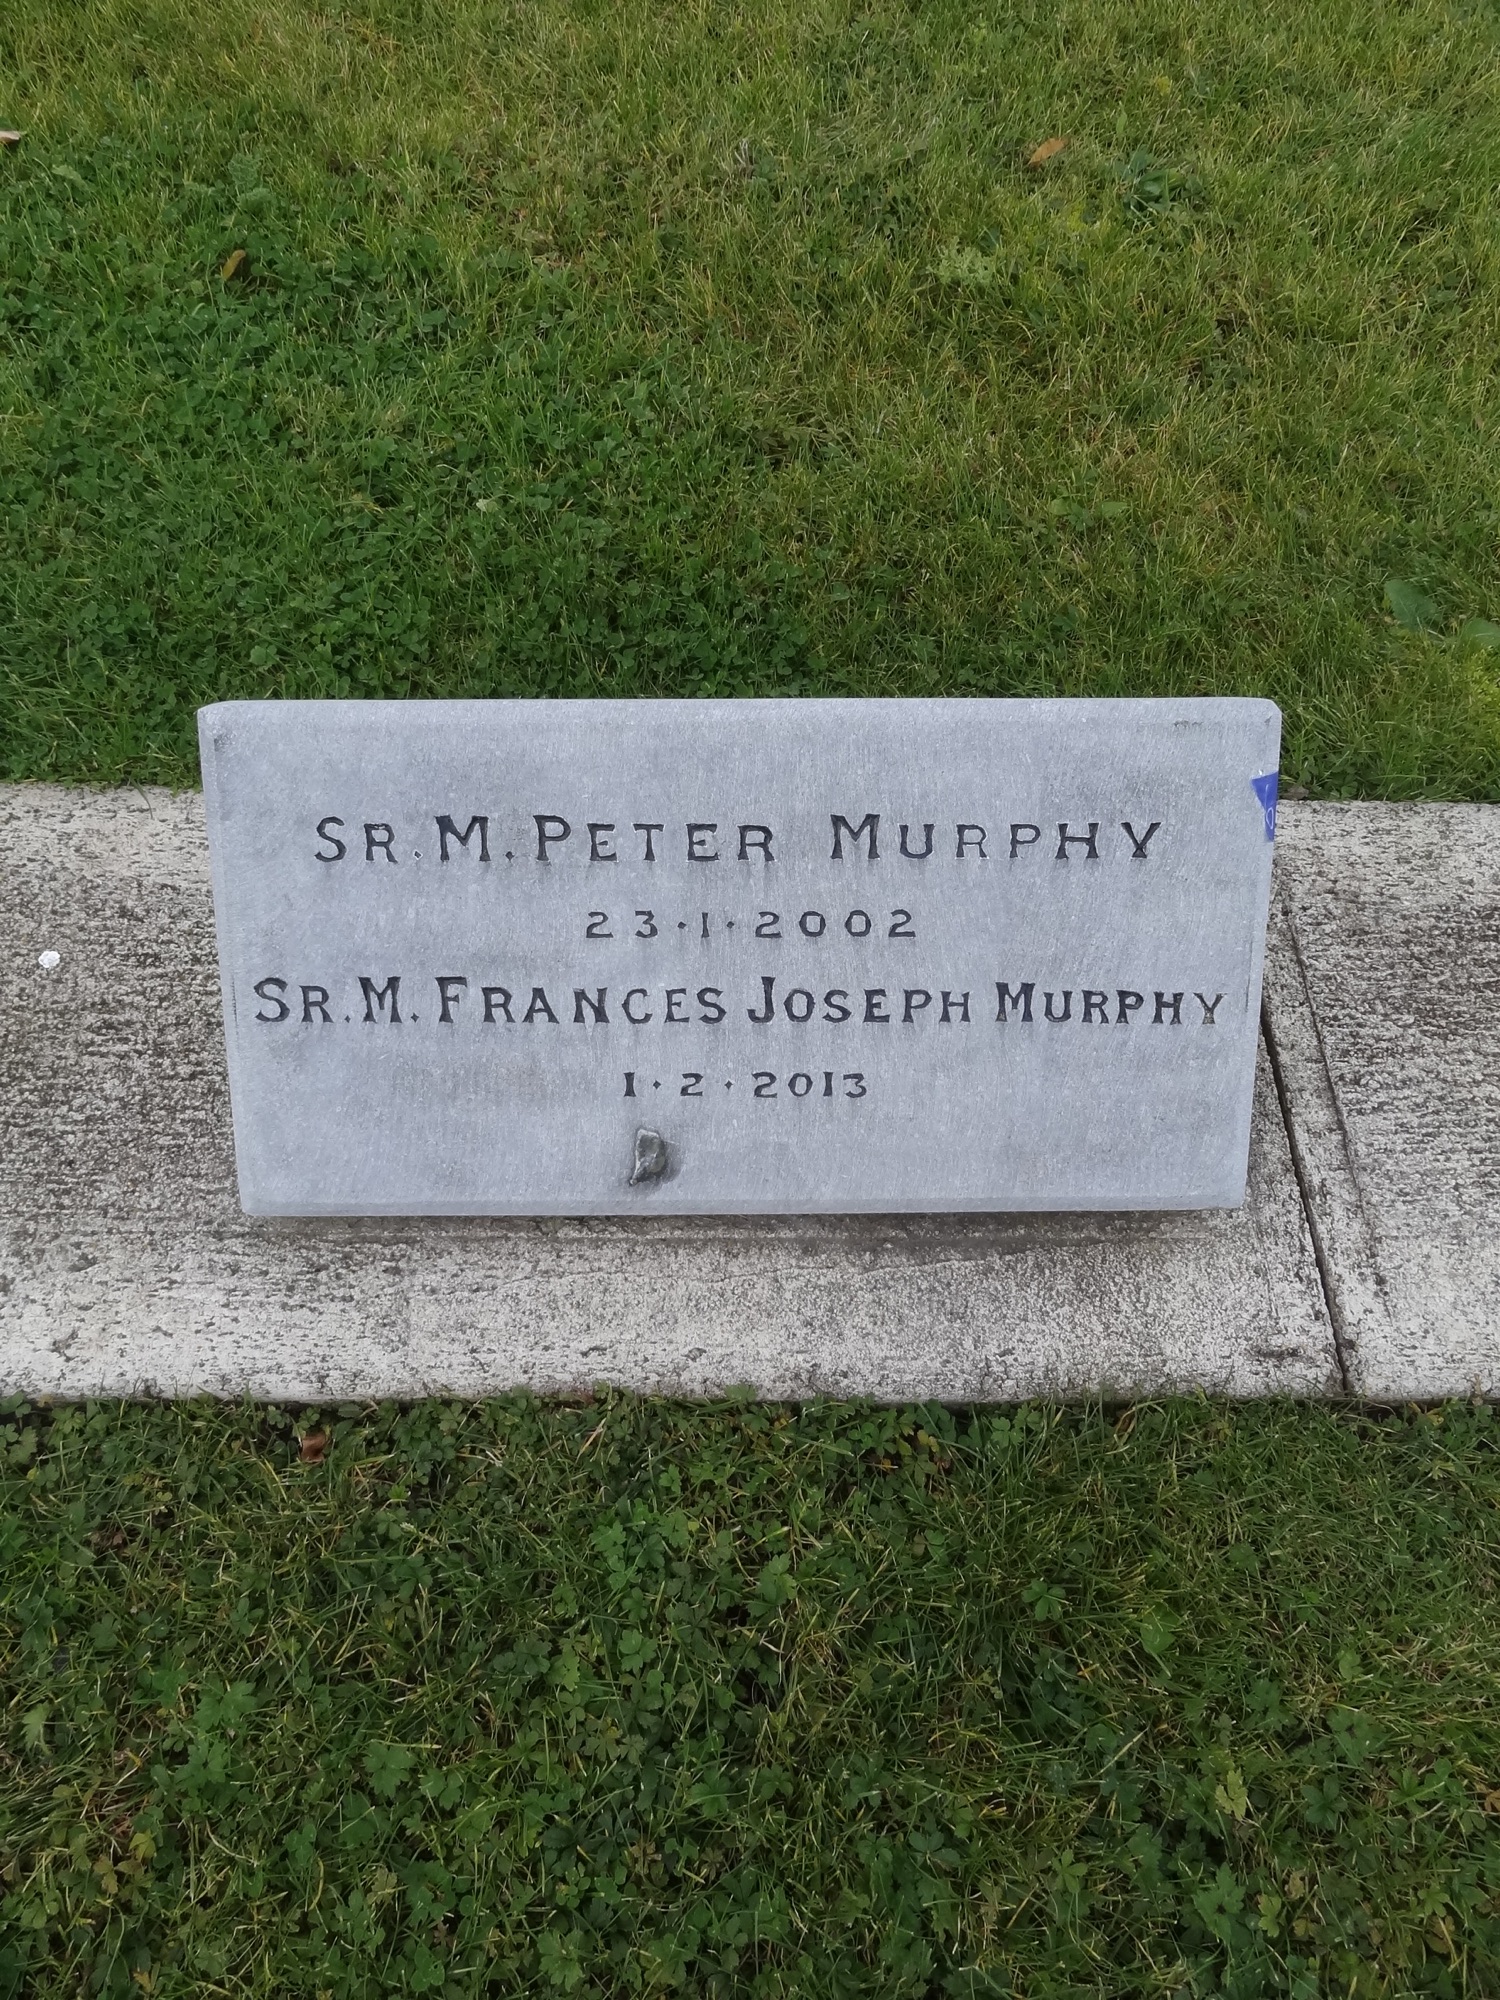 SR. M. PETER MURPHY
23·1·2002
SR. M. FRANCES JOSEPH MURPHY
1·2·2013